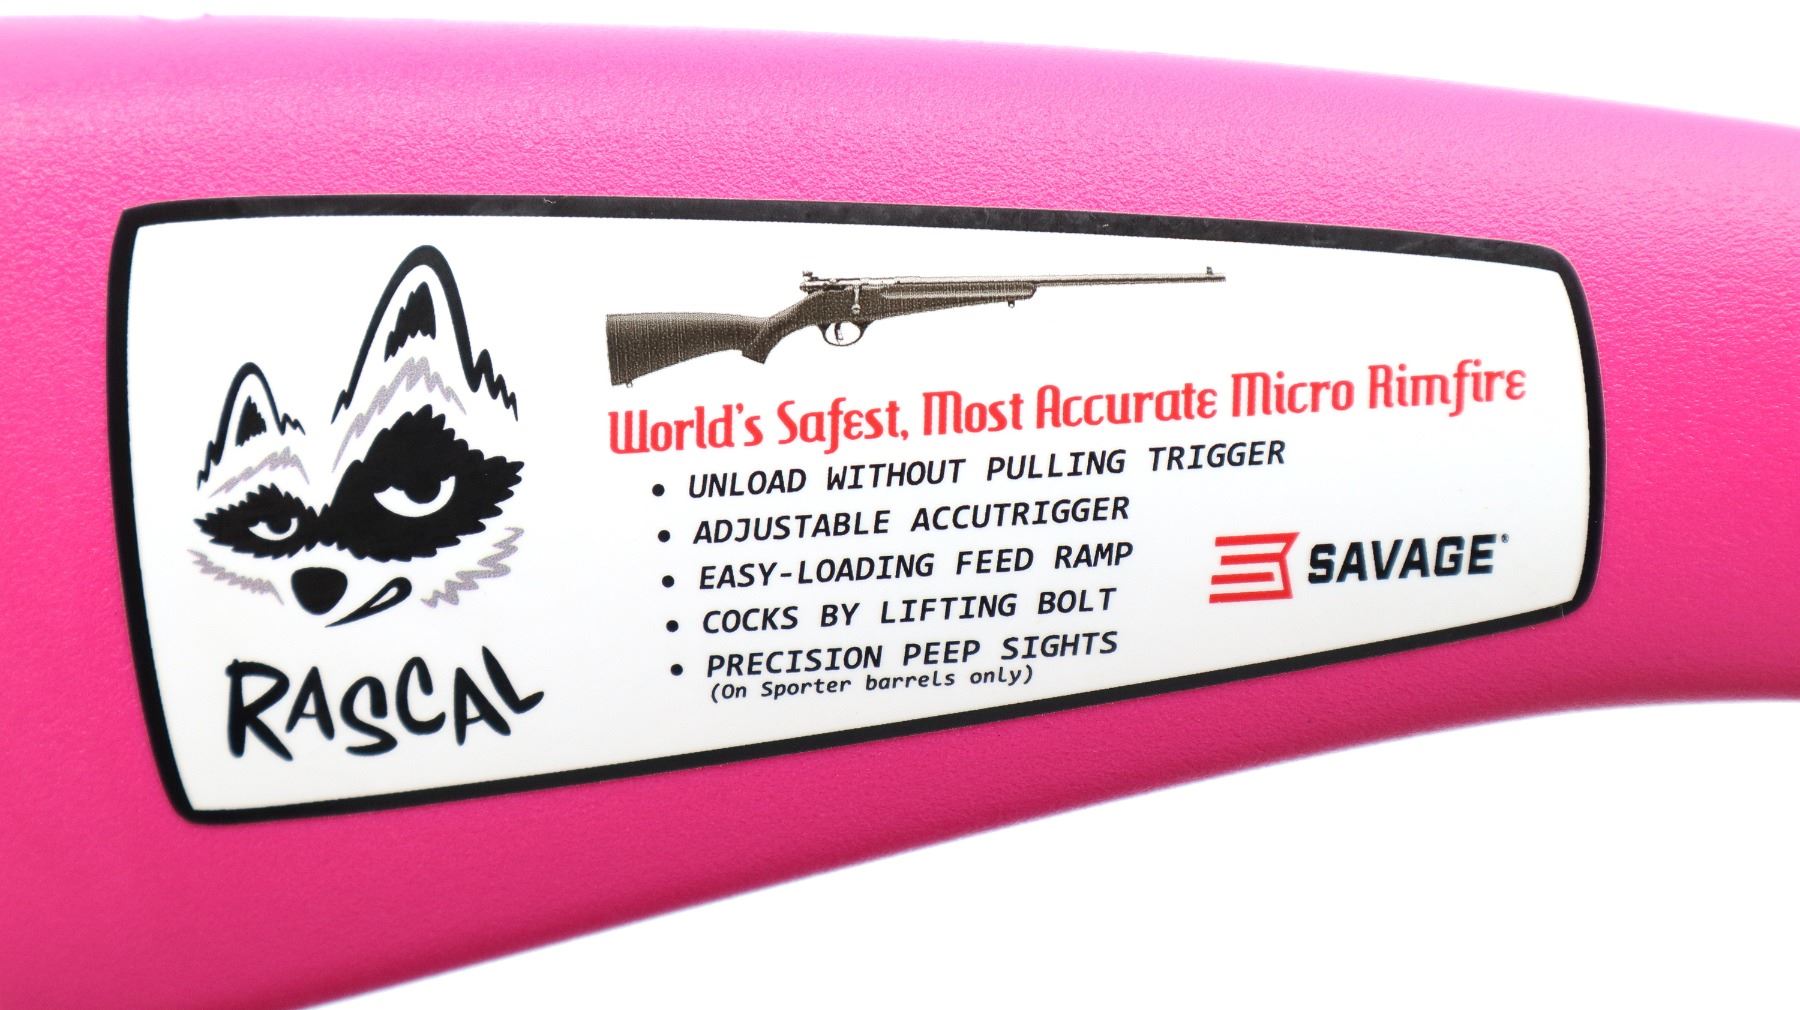 World's Safest, Most Accurate Micro Rimfire
• UNLOAD WITHOUT PULLING TRIGGER
• ADJUSTABLE ACCUTRIGGER
• EASY-LOADING FEED RAMP
• COCKS BY LIFTING BOLT
• PRECISION PEEP SIGHTS
(On Sporter barrels only)
SAVAGE®
RASCAL